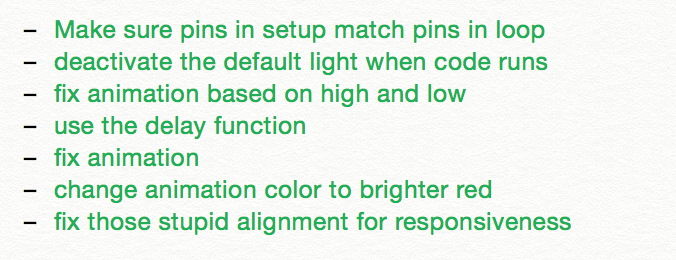 – Make sure pins in setup match pins in loop
– deactivate the default light when code runs
– fix animation based on high and low
– use the delay function
– fix animation
– change animation color to brighter red
– fix those stupid alignment for responsiveness